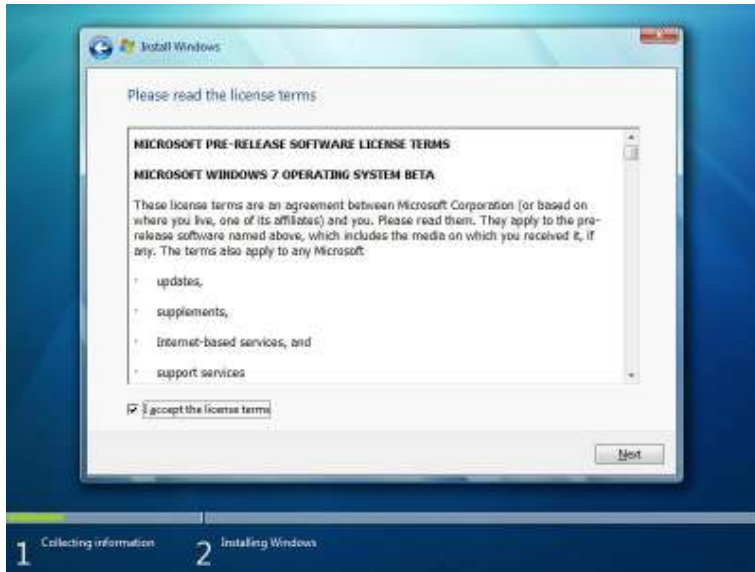 Install Windows
Please read the license terms
MICROSOFT PRE-RELEASE SOFTWARE LICENSE TERMS
MICROSOFT WINDOWS 7 OPERATING SYSTEM BETA
These license terms are an agreement between Microsoft Corporation (or based on
where you live, one of its affiliates) and you. Please read them. They apply to the pre-
release software named above, which includes the media on which you received it, if
any. The terms also apply to any Microsoft
· updates,
· supplements,
· Internet-based services, and
· support services
I accept the license terms
Next
1 Collecting information 2 Installing Windows